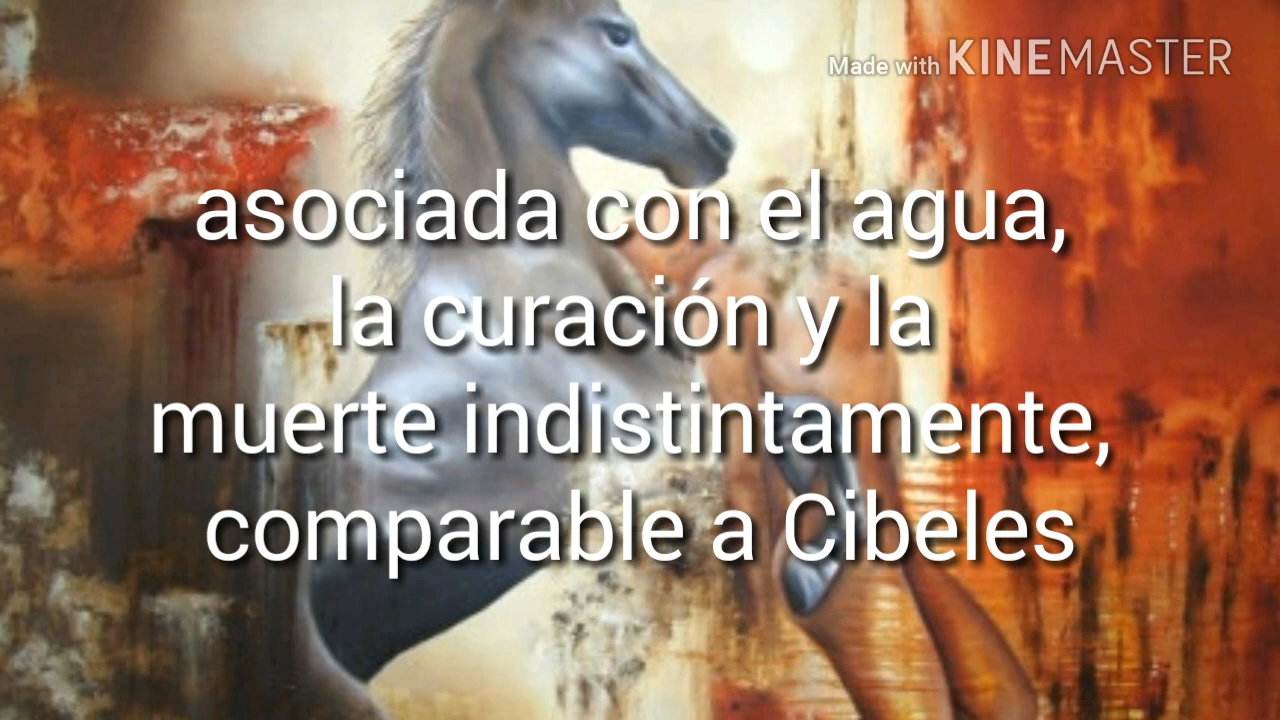 Made with KINEMASTER
asociada con el agua,
la curación y la
muerte indistintamente,
comparable a Cibeles